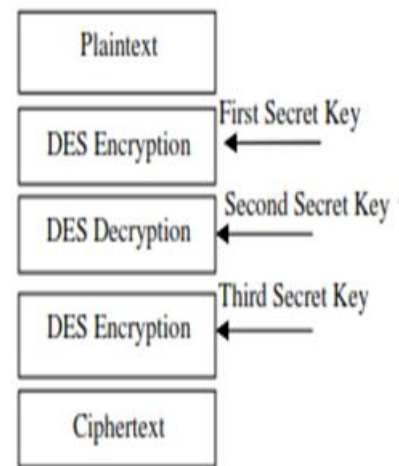 Plaintext
First Secret Key
DES Encryption
Second Secret Key
DES Decryption
Third Secret Key
DES Encryption
Ciphertext